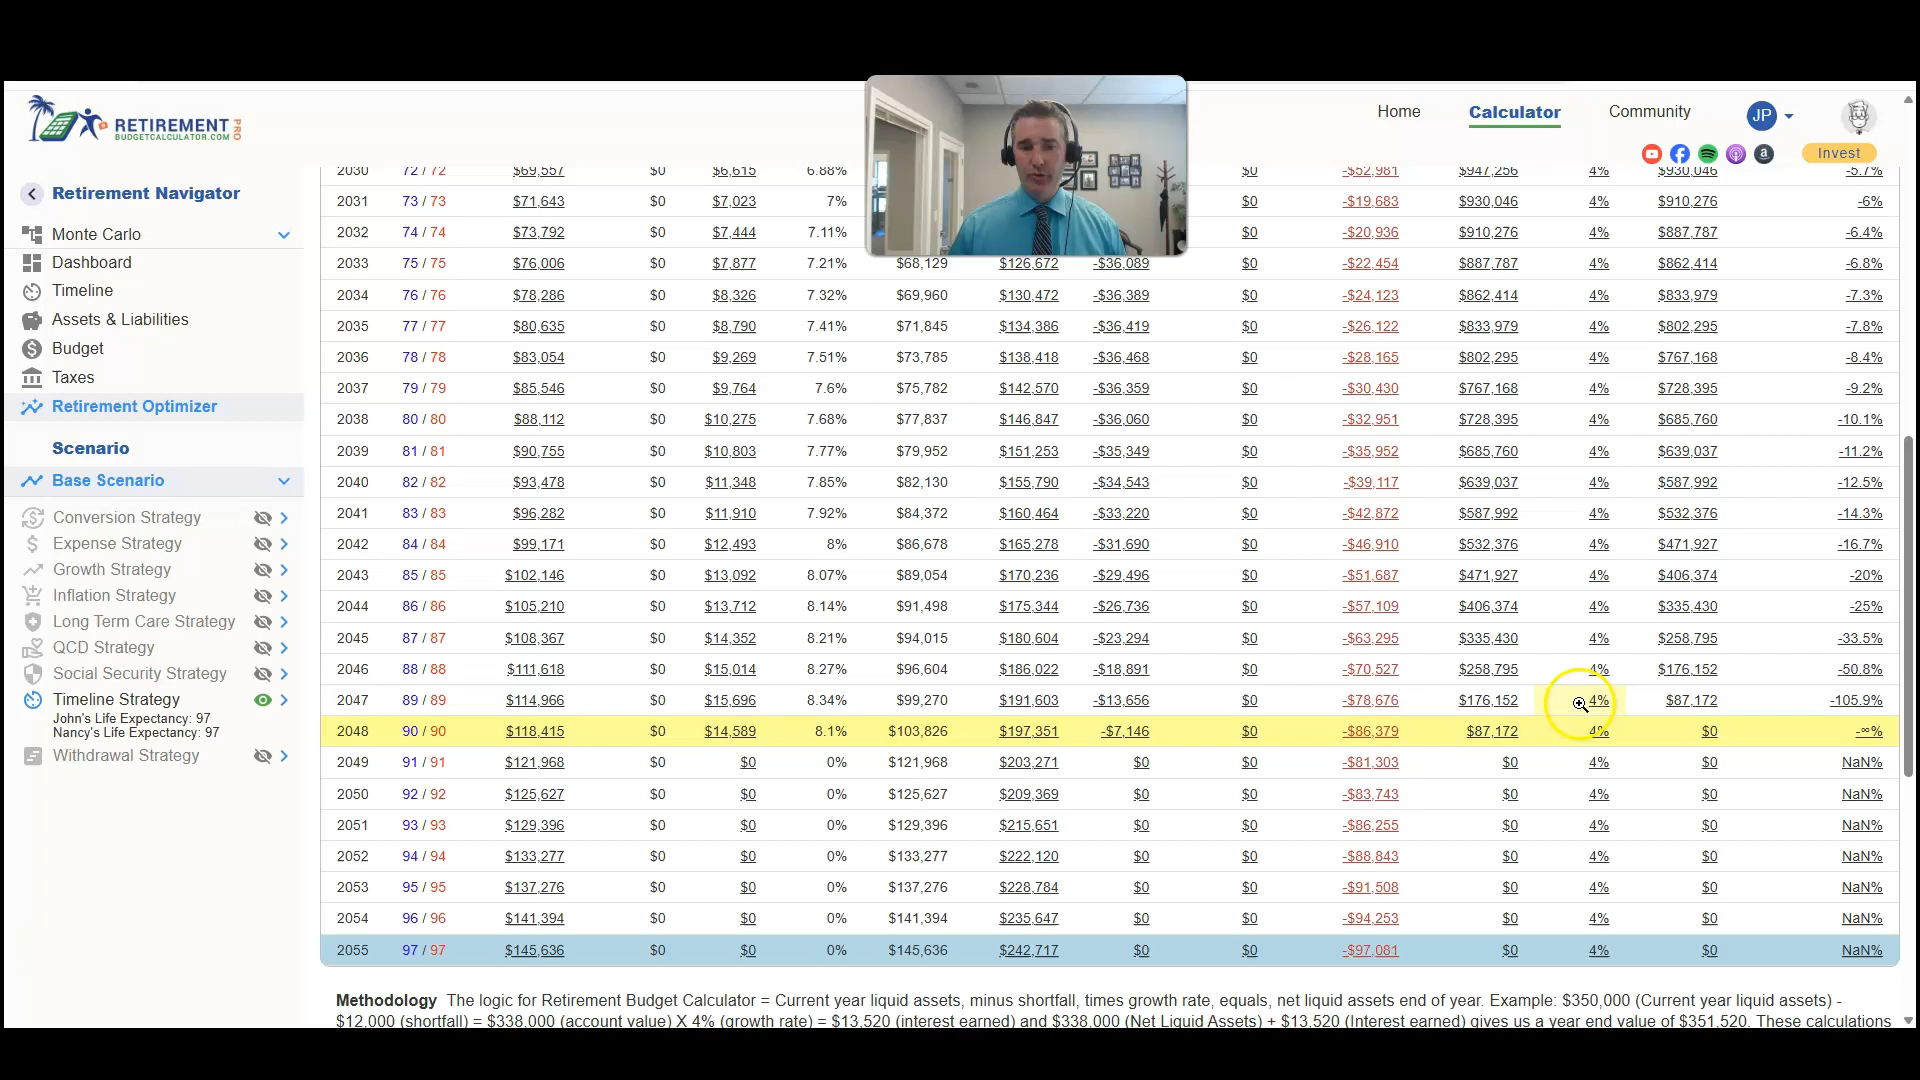 RETIREMENT PRO
BUDGETCALCULATOR.COM
Home Calculator Community JP
a Invest
Retirement Navigator
Monte Carlo
Dashboard
Timeline
Assets & Liabilities
$ Budget
Taxes
Retirement Optimizer
Scenario
Base Scenario
Conversion Strategy
$ Expense Strategy
Growth Strategy
Inflation Strategy
Long Term Care Strategy
QCD Strategy
Social Security Strategy
Timeline Strategy
John's Life Expectancy: 97
Nancy's Life Expectancy: 97
Withdrawal Strategy
2030 72 / 72 $69,557 $0 $6,615 6.88% $0 -$52,981 $947,256 4% $930,046 -5.7%
2031 73 / 73 $71,643 $0 $7,023 7% $0 -$19,683 $930,046 4% $910,276 -6%
2032 74 / 74 $73,792 $0 $7,444 7.11% $0 -$20,936 $910,276 4% $887,787 -6.4%
2033 75 / 75 $76,006 $0 $7,877 7.21% $68,129 $126,672 -$36,089 $0 -$22,454 $887,787 4% $862,414 -6.8%
2034 76 / 76 $78,286 $0 $8,326 7.32% $69,960 $130,472 -$36,389 $0 -$24,123 $862,414 4% $833,979 -7.3%
2035 77 / 77 $80,635 $0 $8,790 7.41% $71,845 $134,386 -$36,419 $0 -$26,122 $833,979 4% $802,295 -7.8%
2036 78 / 78 $83,054 $0 $9,269 7.51% $73,785 $138,418 -$36,468 $0 -$28,165 $802,295 4% $767,168 -8.4%
2037 79 / 79 $85,546 $0 $9,764 7.6% $75,782 $142,570 -$36,359 $0 -$30,430 $767,168 4% $728,395 -9.2%
2038 80 / 80 $88,112 $0 $10,275 7.68% $77,837 $146,847 -$36,060 $0 -$32,951 $728,395 4% $685,760 -10.1%
2039 81 / 81 $90,755 $0 $10,803 7.77% $79,952 $151,253 -$35,349 $0 -$35,952 $685,760 4% $639,037 -11.2%
2040 82 / 82 $93,478 $0 $11,348 7.85% $82,130 $155,790 -$34,543 $0 -$39,117 $639,037 4% $587,992 -12.5%
2041 83 / 83 $96,282 $0 $11,910 7.92% $84,372 $160,464 -$33,220 $0 -$42,872 $587,992 4% $532,376 -14.3%
2042 84 / 84 $99,171 $0 $12,493 8% $86,678 $165,278 -$31,690 $0 -$46,910 $532,376 4% $471,927 -16.7%
2043 85 / 85 $102,146 $0 $13,092 8.07% $89,054 $170,236 -$29,496 $0 -$51,687 $471,927 4% $406,374 -20%
2044 86 / 86 $105,210 $0 $13,712 8.14% $91,498 $175,344 -$26,736 $0 -$57,109 $406,374 4% $335,430 -25%
2045 87 / 87 $108,367 $0 $14,352 8.21% $94,015 $180,604 -$23,294 $0 -$63,295 $335,430 4% $258,795 -33.5%
2046 88 / 88 $111,618 $0 $15,014 8.27% $96,604 $186,022 -$18,891 $0 -$70,527 $258,795 4% $176,152 -50.8%
2047 89 / 89 $114,966 $0 $15,696 8.34% $99,270 $191,603 -$13,656 $0 -$78,676 $176,152 4% $87,172 -105.9%
2048 90 / 90 $118,415 $0 $14,589 8.1% $103,826 $197,351 -$7,146 $0 -$86,379 $87,172 4% $0 -∞%
2049 91 / 91 $121,968 $0 $0 0% $121,968 $203,271 $0 $0 -$81,303 $0 4% $0 NaN%
2050 92 / 92 $125,627 $0 $0 0% $125,627 $209,369 $0 $0 -$83,743 $0 4% $0 NaN%
2051 93 / 93 $129,396 $0 $0 0% $129,396 $215,651 $0 $0 -$86,255 $0 4% $0 NaN%
2052 94 / 94 $133,277 $0 $0 0% $133,277 $222,120 $0 $0 -$88,843 $0 4% $0 NaN%
2053 95 / 95 $137,276 $0 $0 0% $137,276 $228,784 $0 $0 -$91,508 $0 4% $0 NaN%
2054 96 / 96 $141,394 $0 $0 0% $141,394 $235,647 $0 $0 -$94,253 $0 4% $0 NaN%
2055 97 / 97 $145,636 $0 $0 0% $145,636 $242,717 $0 $0 -$97,081 $0 4% $0 NaN%
Methodology The logic for Retirement Budget Calculator = Current year liquid assets, minus shortfall, times growth rate, equals, net liquid assets end of year. Example: $350,000 (Current year liquid assets) -
$12,000 (shortfall) = $338,000 (account value) X 4% (growth rate) = $13,520 (interest earned) and $338,000 (Net Liquid Assets) + $13,520 (Interest earned) gives us a year end value of $351,520. These calculations